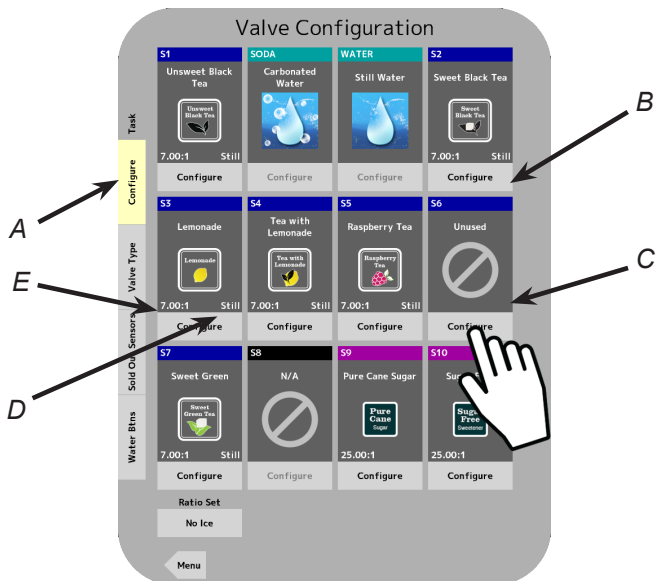 Valve Configuration
Task
Configure
Valve Type
Sold Out Sensors
Water Btns
S1
Unsweet Black
Tea
Unsweet
Black Tea
7.00:1 Still
Configure
SODA
Carbonated
Water
Configure
WATER
Still Water
Configure
S2
Sweet Black Tea
Sweet
Black Tea
7.00:1 Still
Configure
S3
Lemonade
Lemonade
7.00:1 Still
Configure
S4
Tea with
Lemonade
Tea with
Lemonade
7.00:1 Still
Configure
S5
Raspberry Tea
Raspberry
Tea
7.00:1 Still
Configure
S6
Unused
Configure
S7
Sweet Green
Sweet
Green Tea
7.00:1 Still
Configure
S8
N/A
Configure
S9
Pure Cane Sugar
Pure
Cane
Sugar
25.00:1
Configure
S10
Sugar
Free
Sweetener
25.00:1
Configure
Ratio Set
No Ice
Menu
A
B
C
D
E